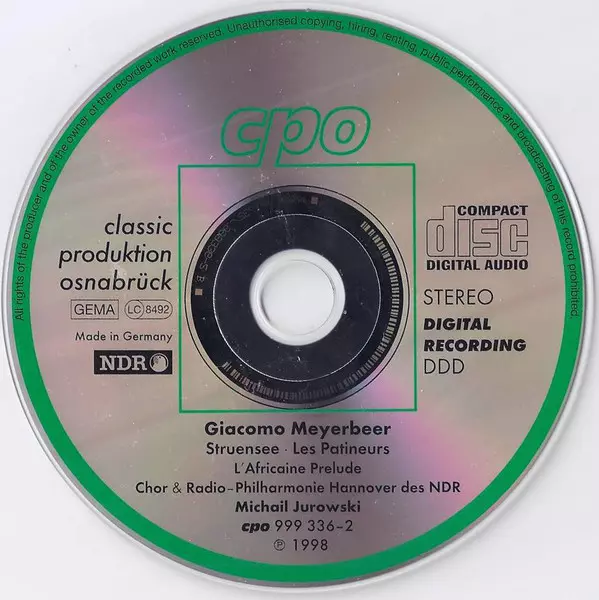 All rights of the producer and of the owner of the recorded work reserved. Unauthorised copying, hiring, renting, public performance and broadcasting of this record prohibited.
cpo
classic
produktion
osnabrück
GEMA LC 8492
Made in Germany
NDR
COMPACT
disc
DIGITAL AUDIO
STEREO
DIGITAL
RECORDING
DDD
Giacomo Meyerbeer
Struensee · Les Patineurs
L´Africaine Prelude
Chor & Radio-Philharmonie Hannover des NDR
Michail Jurowski
cpo 999 336-2
℗ 1998